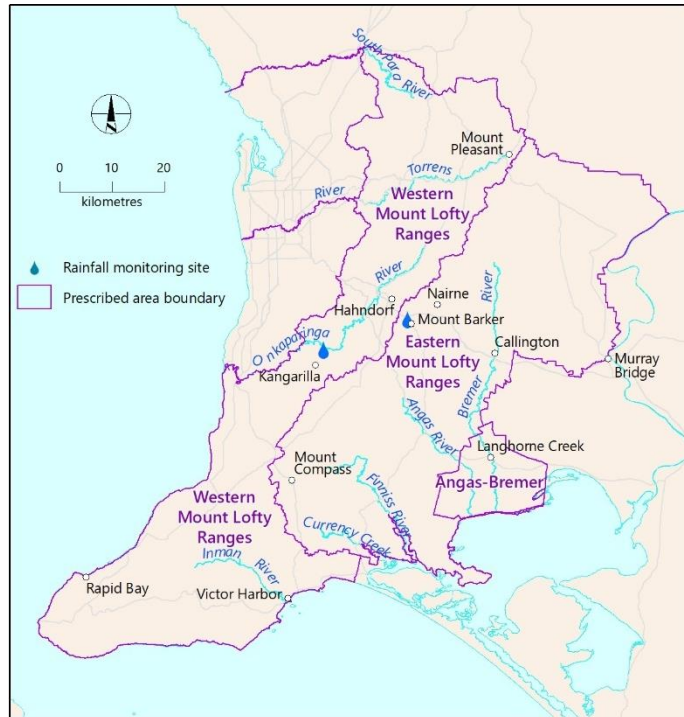 South Para River
Mount
Pleasant
Torrens
River
Western
Mount Lofty
Ranges
0 10 20
kilometres
Rainfall monitoring site
Prescribed area boundary
River
Hahndorf
Nairne
River
Mount Barker
Onkaparinga
Kangarilla
Eastern
Mount Lofty
Ranges
Callington
Murray
Bridge
Bremer
Angas River
Langhorne Creek
Angas-Bremer
Mount
Compass
Finniss River
Western
Mount Lofty
Ranges
Currency Creek
Inman
River
Rapid Bay
Victor Harbor